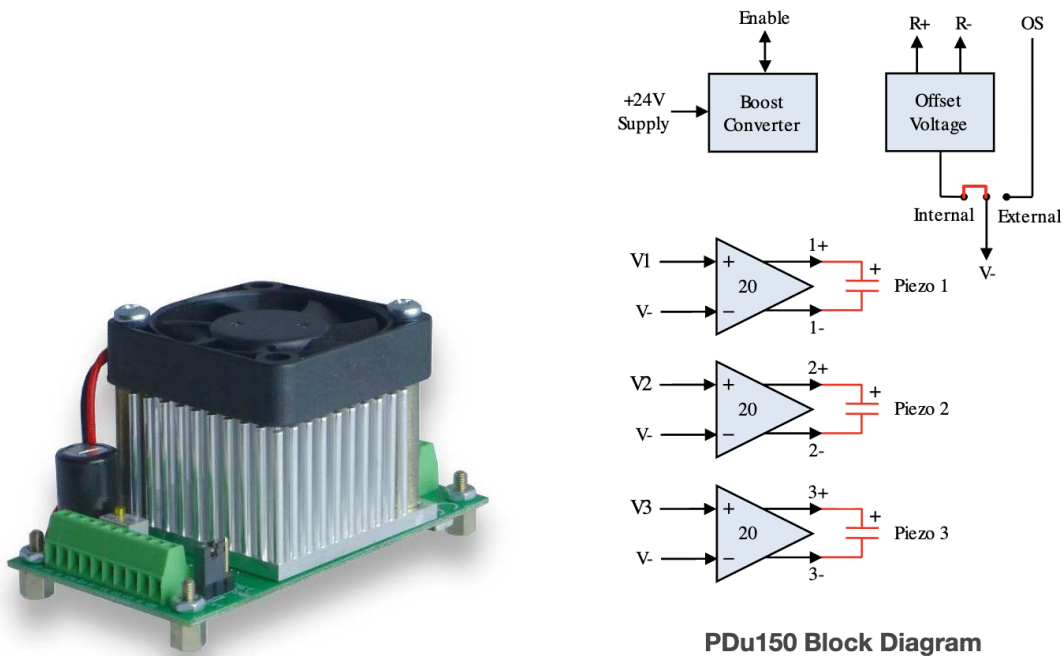 Enable
R+ R- OS
+24V
Supply
Boost
Converter
Offset
Voltage
Internal External
V-
V1 + 20 1+ + Piezo 1
V- − 1-
V2 + 20 2+ + Piezo 2
V- − 2-
V3 + 20 3+ + Piezo 3
V- − 3-
PDu150 Block Diagram